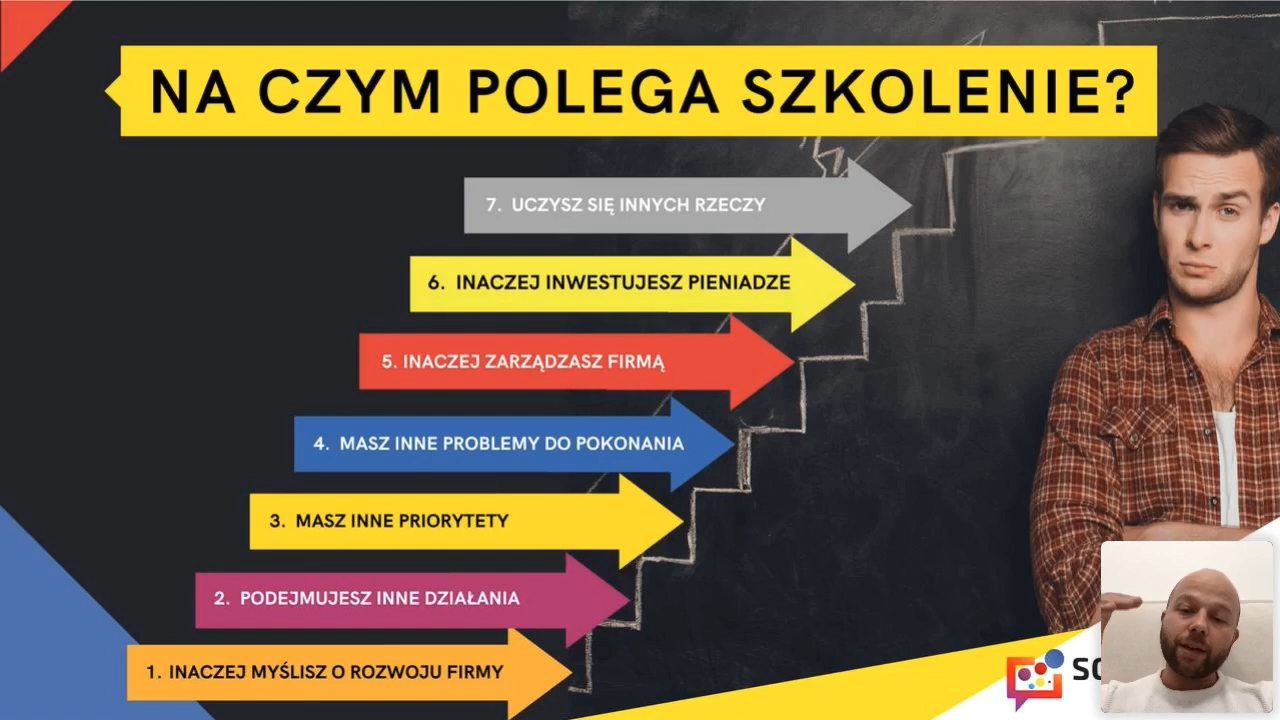 NA CZYM POLEGA SZKOLENIE?
7. UCZYSZ SIĘ INNYCH RZECZY
6. INACZEJ INWESTUJESZ PIENIADZE
5. INACZEJ ZARZĄDZASZ FIRMĄ
4. MASZ INNE PROBLEMY DO POKONANIA
3. MASZ INNE PRIORYTETY
2. PODEJMUJESZ INNE DZIAŁANIA
1. INACZEJ MYŚLISZ O ROZWOJU FIRMY